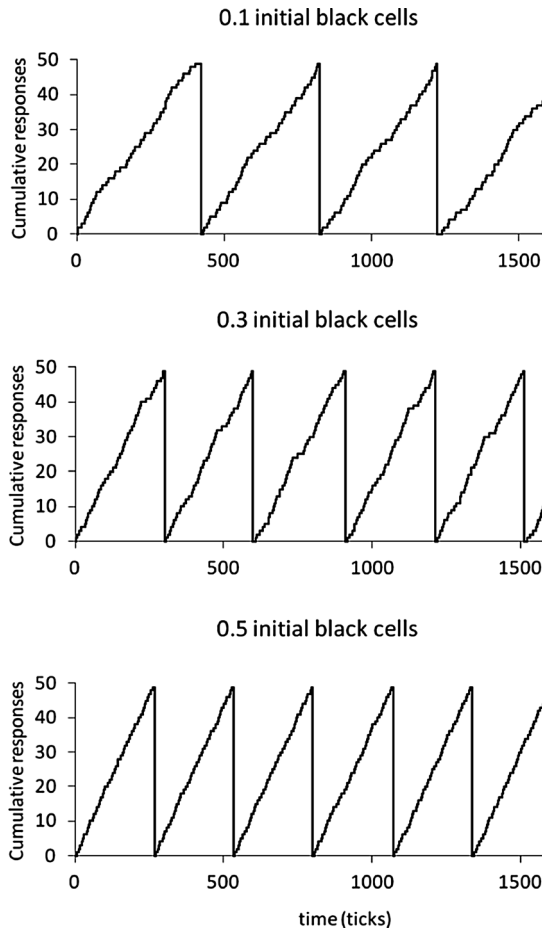 0.1 initial black cells
Cumulative responses
50
40
30
20
10
0
0 500 1000 1500
0.3 initial black cells
Cumulative responses
50
40
30
20
10
0
0 500 1000 1500
0.5 initial black cells
Cumulative responses
50
40
30
20
10
0
0 500 1000 1500
time (ticks)